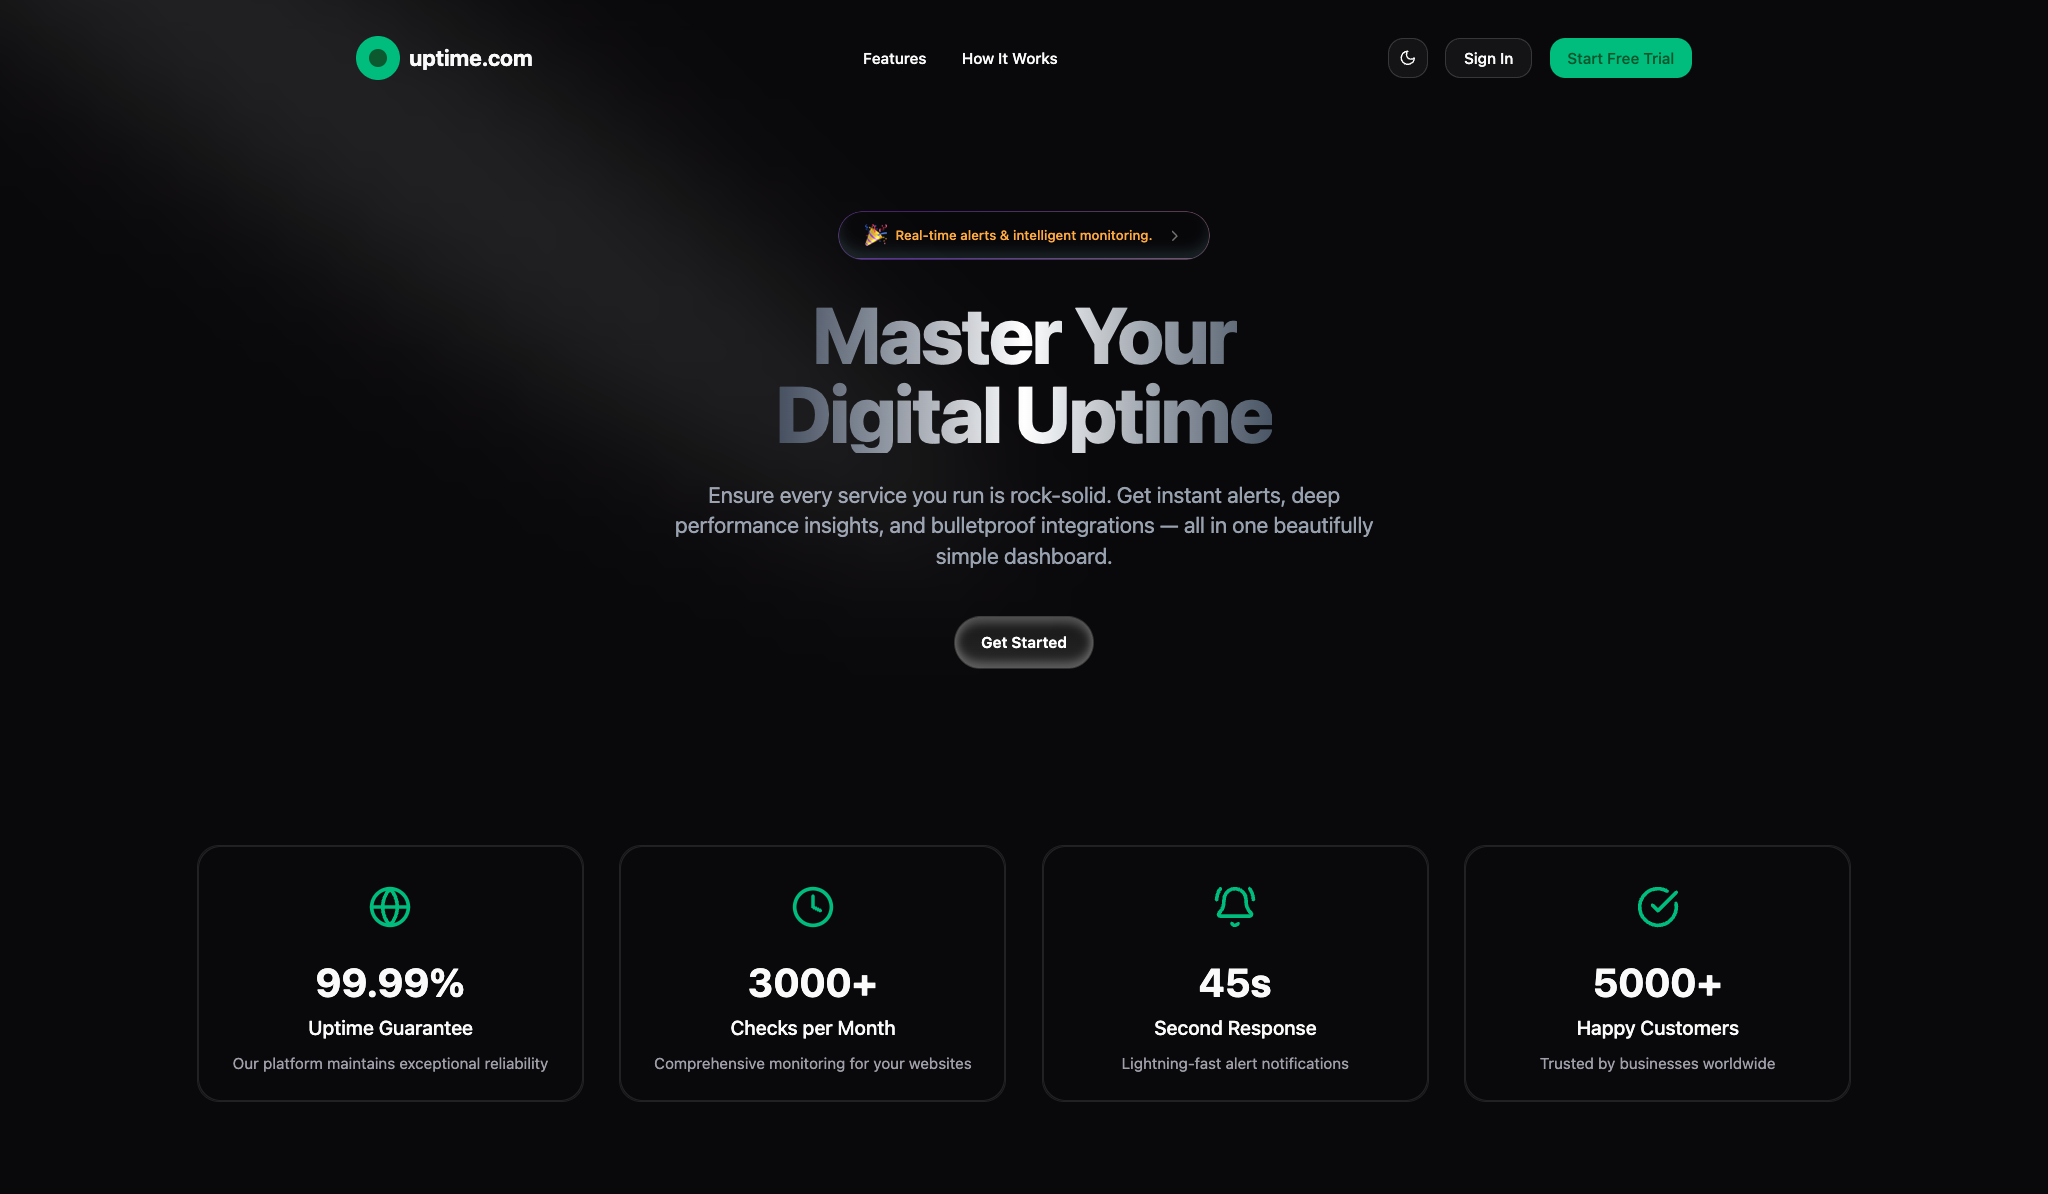 uptime.com
Features
How It Works
Sign In
Start Free Trial
Real-time alerts & intelligent monitoring.
Master Your
Digital Uptime
Ensure every service you run is rock-solid. Get instant alerts, deep
performance insights, and bulletproof integrations — all in one beautifully
simple dashboard.
Get Started
99.99%
Uptime Guarantee
Our platform maintains exceptional reliability
3000+
Checks per Month
Comprehensive monitoring for your websites
45s
Second Response
Lightning-fast alert notifications
5000+
Happy Customers
Trusted by businesses worldwide